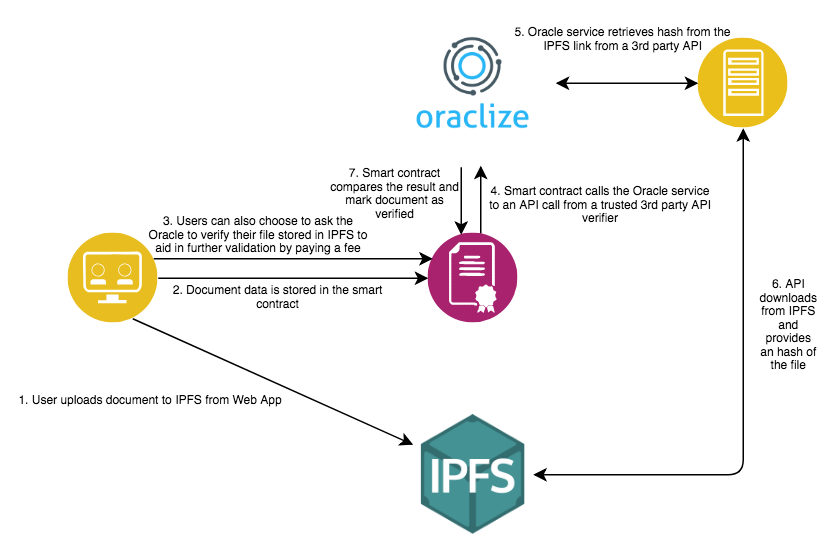 5. Oracle service retrieves hash from the
IPFS link from a 3rd party API
oraclize
7. Smart contract
compares the result and
mark document as
verified
4. Smart contract calls the Oracle service
to an API call from a trusted 3rd party API
verifier
3. Users can also choose to ask the
Oracle to verify their file stored in IPFS to
aid in further validation by paying a fee
2. Document data is stored in the smart
contract
6. API
downloads
from IPFS
and
provides
an hash of
the file
1. User uploads document to IPFS from Web App
IPFS